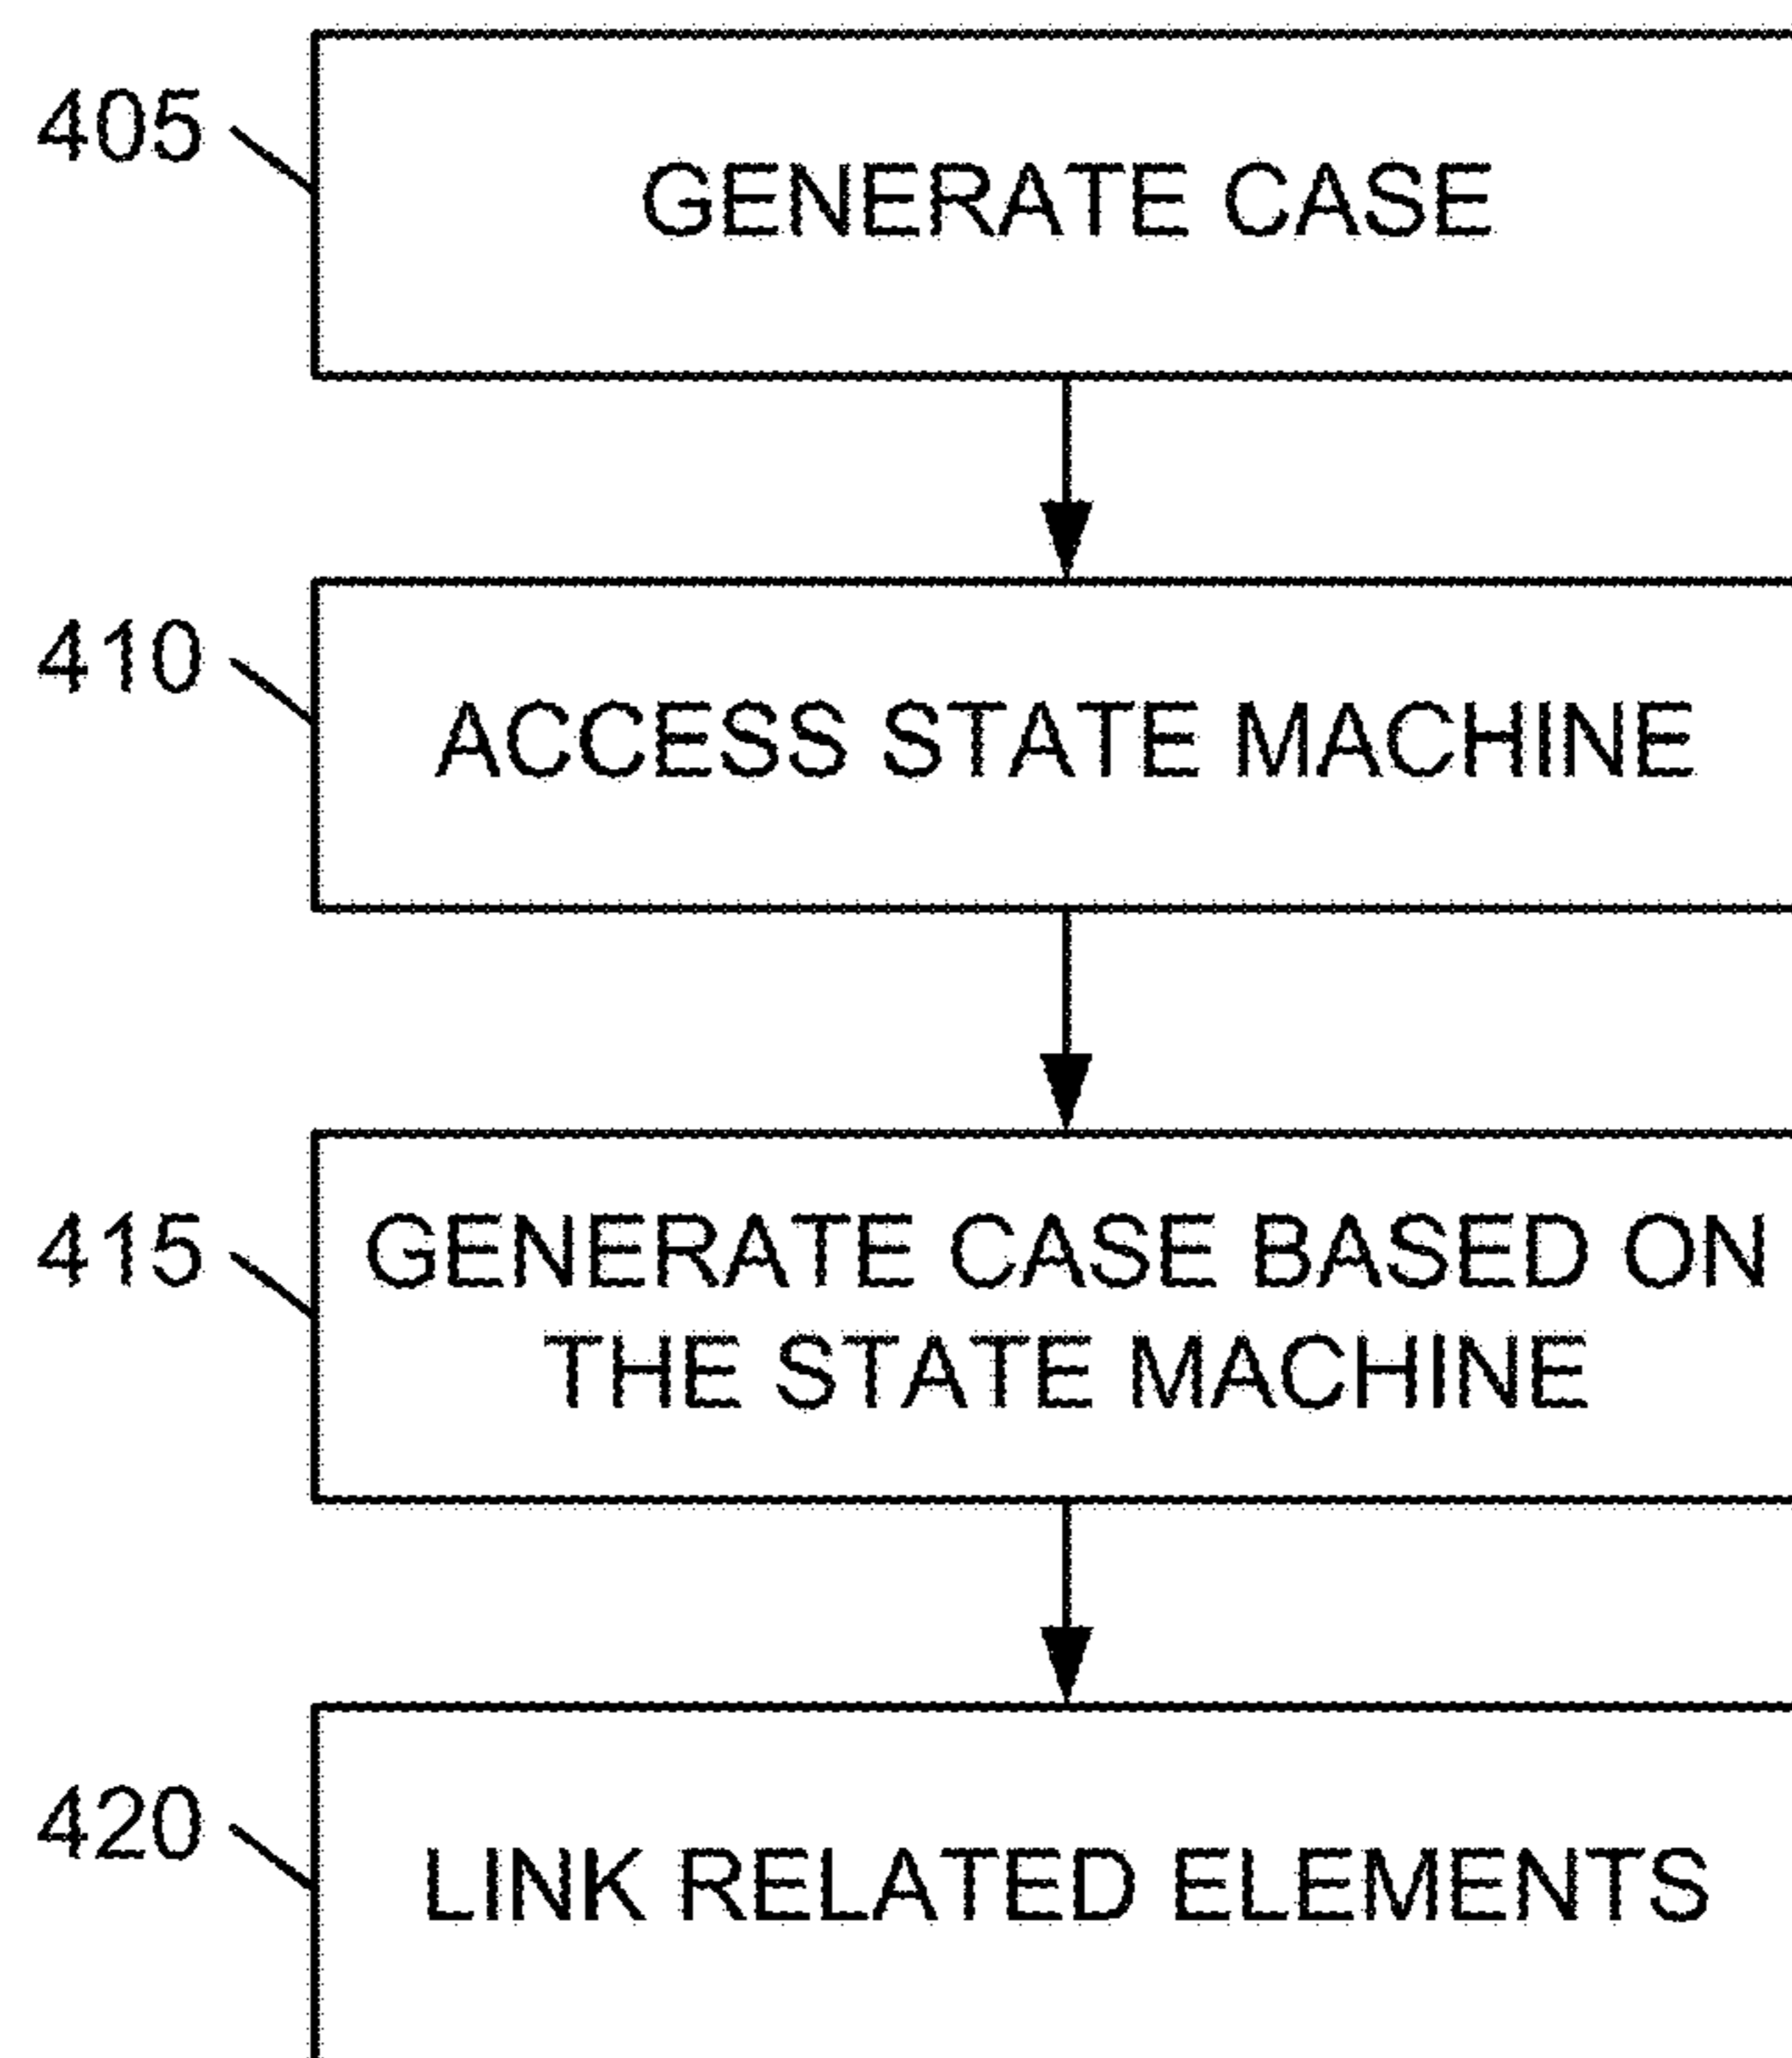 405
GENERATE CASE
410
ACCESS STATE MACHINE
415
GENERATE CASE BASED ON
THE STATE MACHINE
420
LINK RELATED ELEMENTS